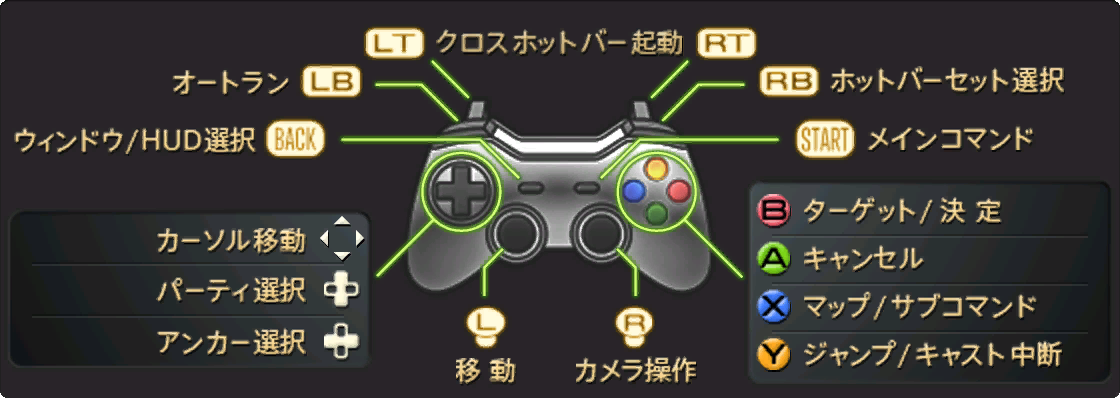 LT クロスホットバー起動 RT
オートラン LB
RB ホットバーセット選択
ウィンドウ/HUD選択 BACK
START メインコマンド
カーソル移動
パーティ選択
アンカー選択
L
移 動
R
カメラ操作
B ターゲット/決 定
A キャンセル
X マップ/サブコマンド
Y ジャンプ/キャスト中断